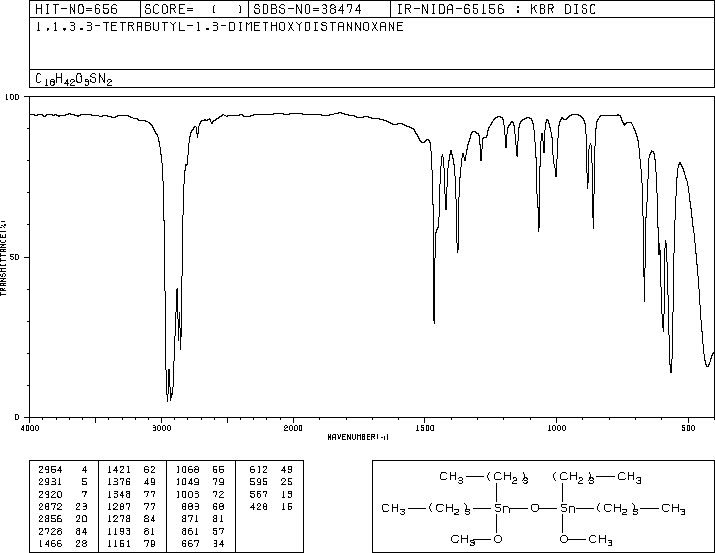 HIT-NO=656 SCORE= ( ) SDBS-NO=38474 IR-NIDA-65156 : KBR DISC
1,1,3,3-TETRABUTYL-1,3-DIMETHOXYDISTANNOXANE
C18H42O3SN2
100
50
0
TRANSMITTANCE(%)
4000 3000 2000 1500 1000 500
WAVENUMBER(-1)
2954 4 1421 62 1068 55 612 49
2931 5 1376 49 1049 79 595 25
2920 7 1348 77 1003 72 567 13
2872 23 1287 77 883 68 428 15
2856 20 1278 84 871 81
2728 84 1193 81 861 57
1466 28 1151 79 667 34
CH3 (CH2)3 (CH2)3 CH3
CH3 (CH2)3 Sn O Sn (CH2)3 CH3
CH3 O O CH3